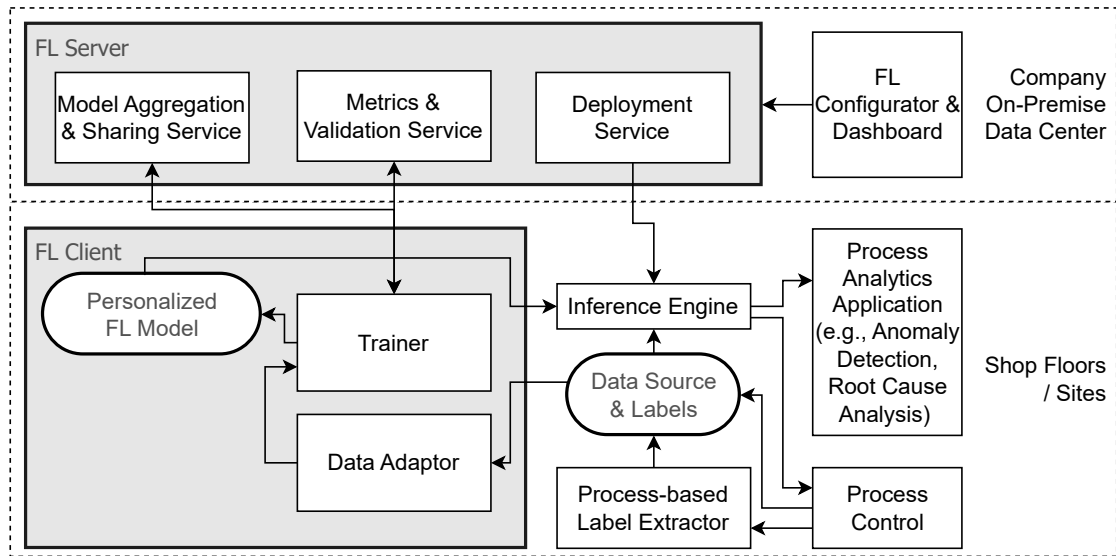 FL Server
Model Aggregation
& Sharing Service
Metrics &
Validation Service
Deployment
Service
FL
Configurator &
Dashboard
Company
On-Premise
Data Center
FL Client
Personalized
FL Model
Trainer
Data Adaptor
Inference Engine
Data Source
& Labels
Process-based
Label Extractor
Process
Analytics
Application
(e.g., Anomaly
Detection,
Root Cause
Analysis)
Process
Control
Shop Floors
/ Sites